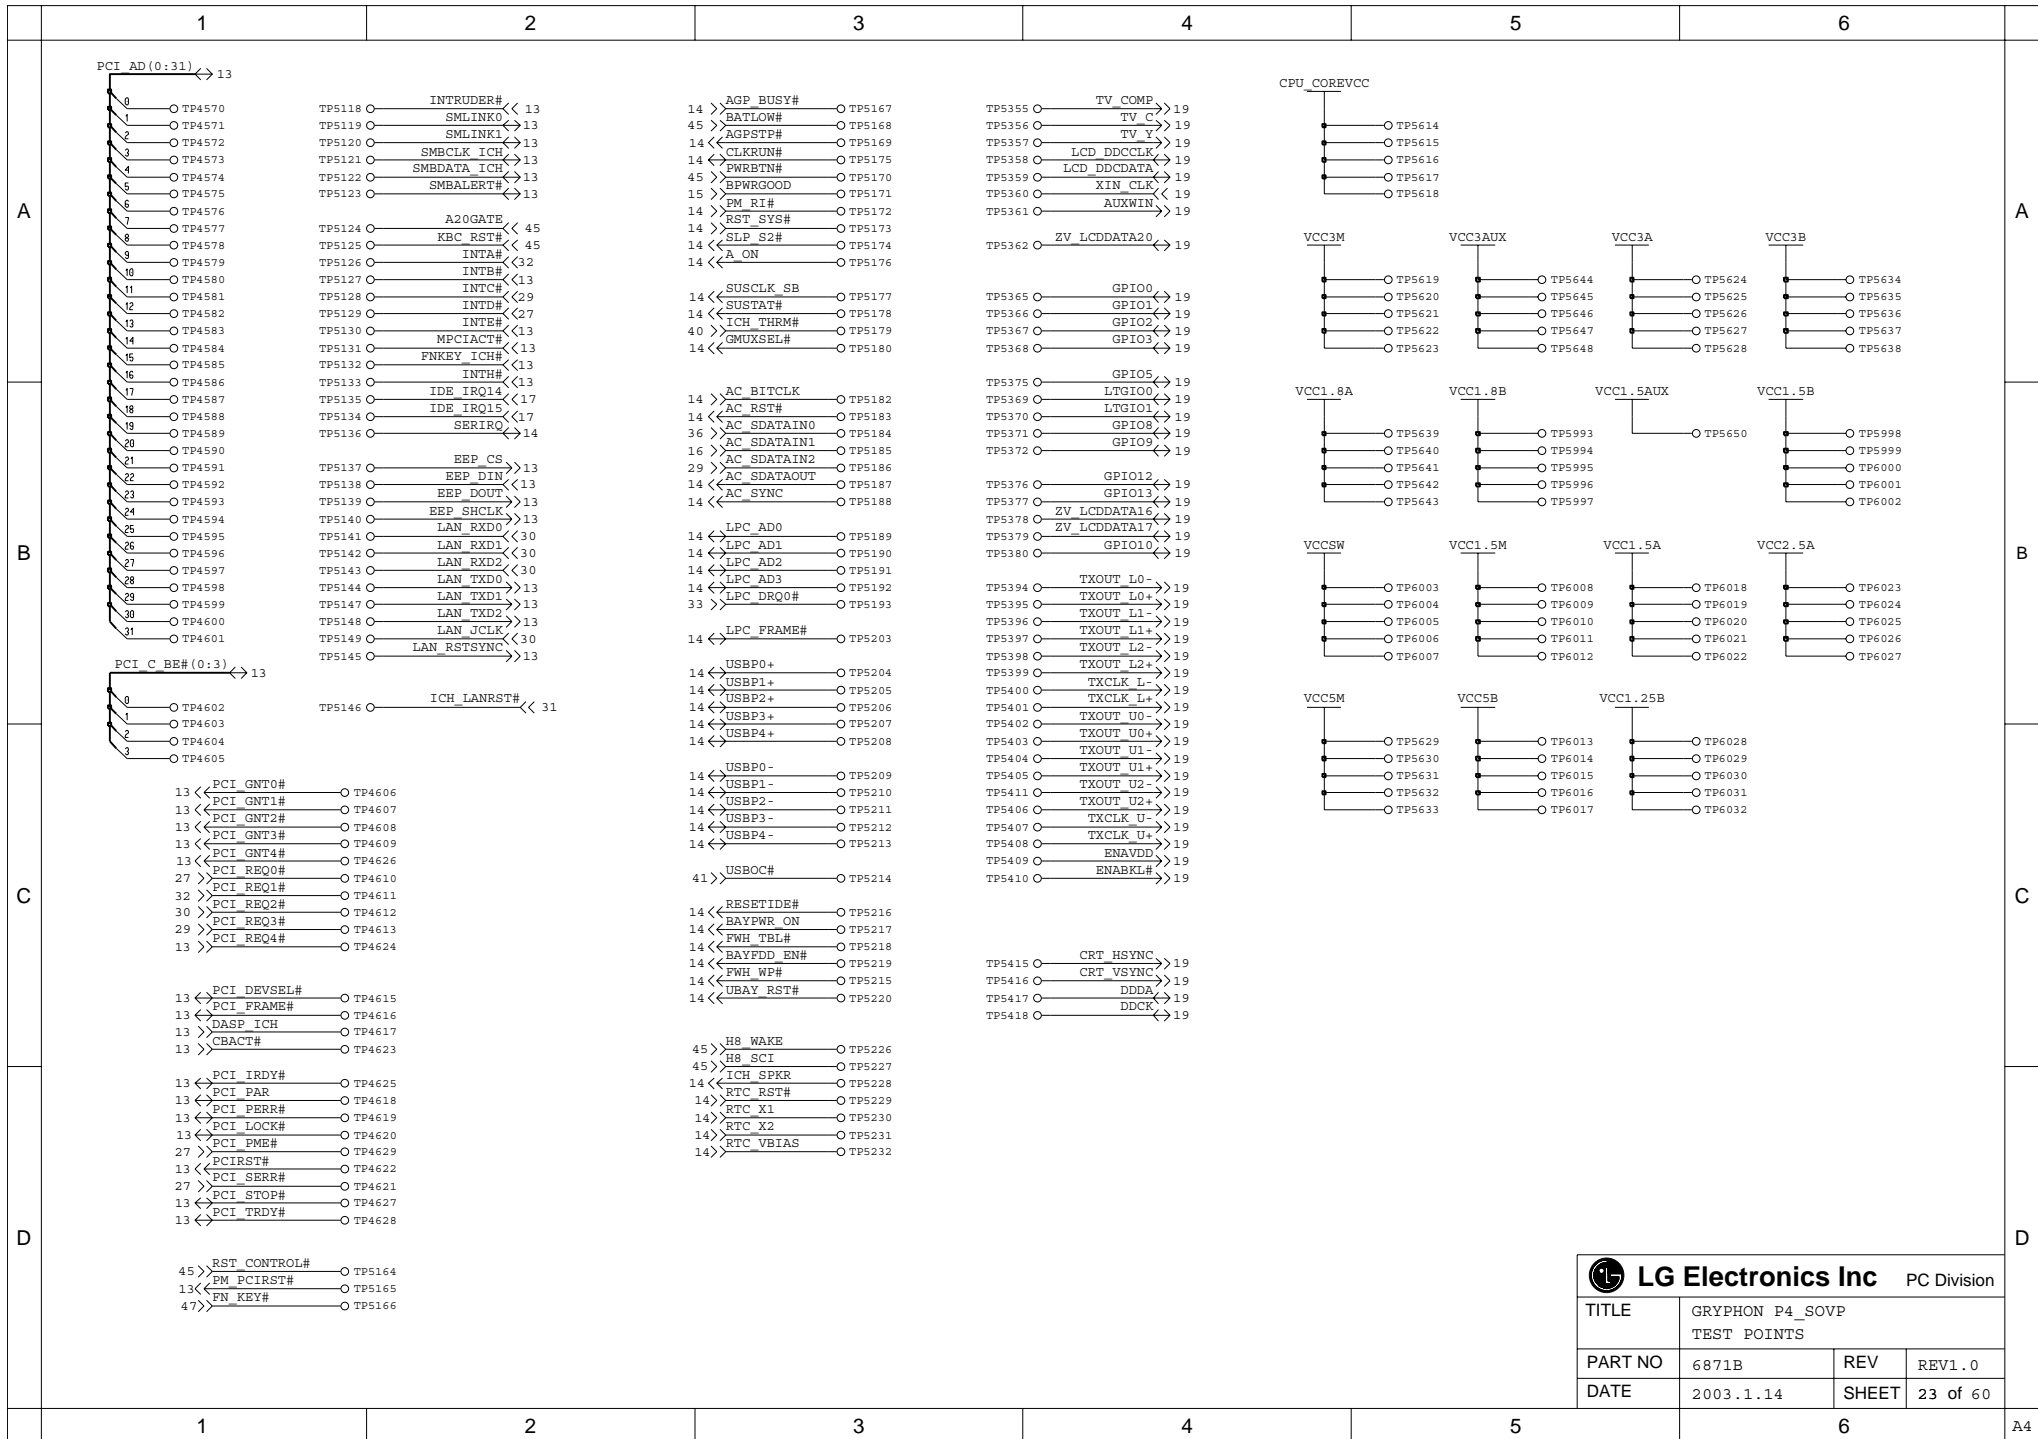 1 2 3 4 5 6
A A
B B
C C
D D
PCI_AD(0:31) 13
0 TP4570
1 TP4571
2 TP4572
3 TP4573
4 TP4574
5 TP4575
6 TP4576
7 TP4577
8 TP4578
9 TP4579
10 TP4580
11 TP4581
12 TP4582
13 TP4583
14 TP4584
15 TP4585
16 TP4586
17 TP4587
18 TP4588
19 TP4589
20 TP4590
21 TP4591
22 TP4592
23 TP4593
24 TP4594
25 TP4595
26 TP4596
27 TP4597
28 TP4598
29 TP4599
30 TP4600
31 TP4601
PCI_C_BE#(0:3) 13
0 TP4602
1 TP4603
2 TP4604
3 TP4605
13 PCI_GNT0# TP4606
13 PCI_GNT1# TP4607
13 PCI_GNT2# TP4608
13 PCI_GNT3# TP4609
13 PCI_GNT4# TP4626
27 PCI_REQ0# TP4610
32 PCI_REQ1# TP4611
30 PCI_REQ2# TP4612
29 PCI_REQ3# TP4613
13 PCI_REQ4# TP4624
13 PCI_DEVSEL# TP4615
13 PCI_FRAME# TP4616
13 DASP_ICH TP4617
13 CBACT# TP4623
13 PCI_IRDY# TP4625
13 PCI_PAR TP4618
13 PCI_PERR# TP4619
13 PCI_LOCK# TP4620
27 PCI_PME# TP4629
13 PCIRST# TP4622
27 PCI_SERR# TP4621
13 PCI_STOP# TP4627
13 PCI_TRDY# TP4628
45 RST_CONTROL# TP5164
13 PM_PCIRST# TP5165
47 FN_KEY# TP5166
TP5118 INTRUDER# 13
TP5119 SMLINK0 13
TP5120 SMLINK1 13
TP5121 SMBCLK_ICH 13
TP5122 SMBDATA_ICH 13
TP5123 SMBALERT# 13
TP5124 A20GATE 45
TP5125 KBC_RST# 45
TP5126 INTA# 32
TP5127 INTB# 13
TP5128 INTC# 29
TP5129 INTD# 27
TP5130 INTE# 13
TP5131 MPCIACT# 13
TP5132 FNKEY_ICH# 13
TP5133 INTH# 13
TP5135 IDE_IRQ14 17
TP5134 IDE_IRQ15 17
TP5136 SERIRQ 14
TP5137 EEP_CS 13
TP5138 EEP_DIN 13
TP5139 EEP_DOUT 13
TP5140 EEP_SHCLK 13
TP5141 LAN_RXD0 30
TP5142 LAN_RXD1 30
TP5143 LAN_RXD2 30
TP5144 LAN_TXD0 13
TP5147 LAN_TXD1 13
TP5148 LAN_TXD2 13
TP5149 LAN_JCLK 30
TP5145 LAN_RSTSYNC 13
TP5146 ICH_LANRST# 31
14 AGP_BUSY# TP5167
45 BATLOW# TP5168
14 AGPSTP# TP5169
14 CLKRUN# TP5175
45 PWRBTN# TP5170
15 BPWRGOOD TP5171
14 PM_RI# TP5172
14 RST_SYS# TP5173
14 SLP_S2# TP5174
14 A_ON TP5176
14 SUSCLK_SB TP5177
14 SUSTAT# TP5178
40 ICH_THRM# TP5179
14 GMUXSEL# TP5180
14 AC_BITCLK TP5182
14 AC_RST# TP5183
36 AC_SDATAIN0 TP5184
16 AC_SDATAIN1 TP5185
29 AC_SDATAIN2 TP5186
14 AC_SDATAOUT TP5187
14 AC_SYNC TP5188
14 LPC_AD0 TP5189
14 LPC_AD1 TP5190
14 LPC_AD2 TP5191
14 LPC_AD3 TP5192
33 LPC_DRQ0# TP5193
14 LPC_FRAME# TP5203
14 USBP0+ TP5204
14 USBP1+ TP5205
14 USBP2+ TP5206
14 USBP3+ TP5207
14 USBP4+ TP5208
14 USBP0- TP5209
14 USBP1- TP5210
14 USBP2- TP5211
14 USBP3- TP5212
14 USBP4- TP5213
41 USBOC# TP5214
14 RESETIDE# TP5216
14 BAYPWR_ON TP5217
14 FWH_TBL# TP5218
14 BAYFDD_EN# TP5219
14 FWH_WP# TP5215
14 UBAY_RST# TP5220
45 H8_WAKE TP5226
45 H8_SCI TP5227
14 ICH_SPKR TP5228
14 RTC_RST# TP5229
14 RTC_X1 TP5230
14 RTC_X2 TP5231
14 RTC_VBIAS TP5232
TP5355 TV_COMP 19
TP5356 TV_C 19
TP5357 TV_Y 19
TP5358 LCD_DDCCLK 19
TP5359 LCD_DDCDATA 19
TP5360 XIN_CLK 19
TP5361 AUXWIN 19
TP5362 ZV_LCDDATA20 19
TP5365 GPIO0 19
TP5366 GPIO1 19
TP5367 GPIO2 19
TP5368 GPIO3 19
TP5375 GPIO5 19
TP5369 LTGIO0 19
TP5370 LTGIO1 19
TP5371 GPIO8 19
TP5372 GPIO9 19
TP5376 GPIO12 19
TP5377 GPIO13 19
TP5378 ZV_LCDDATA16 19
TP5379 ZV_LCDDATA17 19
TP5380 GPIO10 19
TP5394 TXOUT_L0- 19
TP5395 TXOUT_L0+ 19
TP5396 TXOUT_L1- 19
TP5397 TXOUT_L1+ 19
TP5398 TXOUT_L2- 19
TP5399 TXOUT_L2+ 19
TP5400 TXCLK_L- 19
TP5401 TXCLK_L+ 19
TP5402 TXOUT_U0- 19
TP5403 TXOUT_U0+ 19
TP5404 TXOUT_U1- 19
TP5405 TXOUT_U1+ 19
TP5411 TXOUT_U2- 19
TP5406 TXOUT_U2+ 19
TP5407 TXCLK_U- 19
TP5408 TXCLK_U+ 19
TP5409 ENAVDD 19
TP5410 ENABKL# 19
TP5415 CRT_HSYNC 19
TP5416 CRT_VSYNC 19
TP5417 DDDA 19
TP5418 DDCK 19
CPU_COREVCC
TP5614
TP5615
TP5616
TP5617
TP5618
VCC3M VCC3AUX VCC3A VCC3B
TP5619 TP5644 TP5624 TP5634
TP5620 TP5645 TP5625 TP5635
TP5621 TP5646 TP5626 TP5636
TP5622 TP5647 TP5627 TP5637
TP5623 TP5648 TP5628 TP5638
VCC1.8A VCC1.8B VCC1.5AUX VCC1.5B
TP5639 TP5993 TP5650 TP5998
TP5640 TP5994 TP5999
TP5641 TP5995 TP6000
TP5642 TP5996 TP6001
TP5643 TP5997 TP6002
VCCSW VCC1.5M VCC1.5A VCC2.5A
TP6003 TP6008 TP6018 TP6023
TP6004 TP6009 TP6019 TP6024
TP6005 TP6010 TP6020 TP6025
TP6006 TP6011 TP6021 TP6026
TP6007 TP6012 TP6022 TP6027
VCC5M VCC5B VCC1.25B
TP5629 TP6013 TP6028
TP5630 TP6014 TP6029
TP5631 TP6015 TP6030
TP5632 TP6016 TP6031
TP5633 TP6017 TP6032
LG Electronics Inc PC Division
TITLE GRYPHON P4_SOVP
TEST POINTS
PART NO 6871B REV REV1.0
DATE 2003.1.14 SHEET 23 of 60
1 2 3 4 5 6 A4